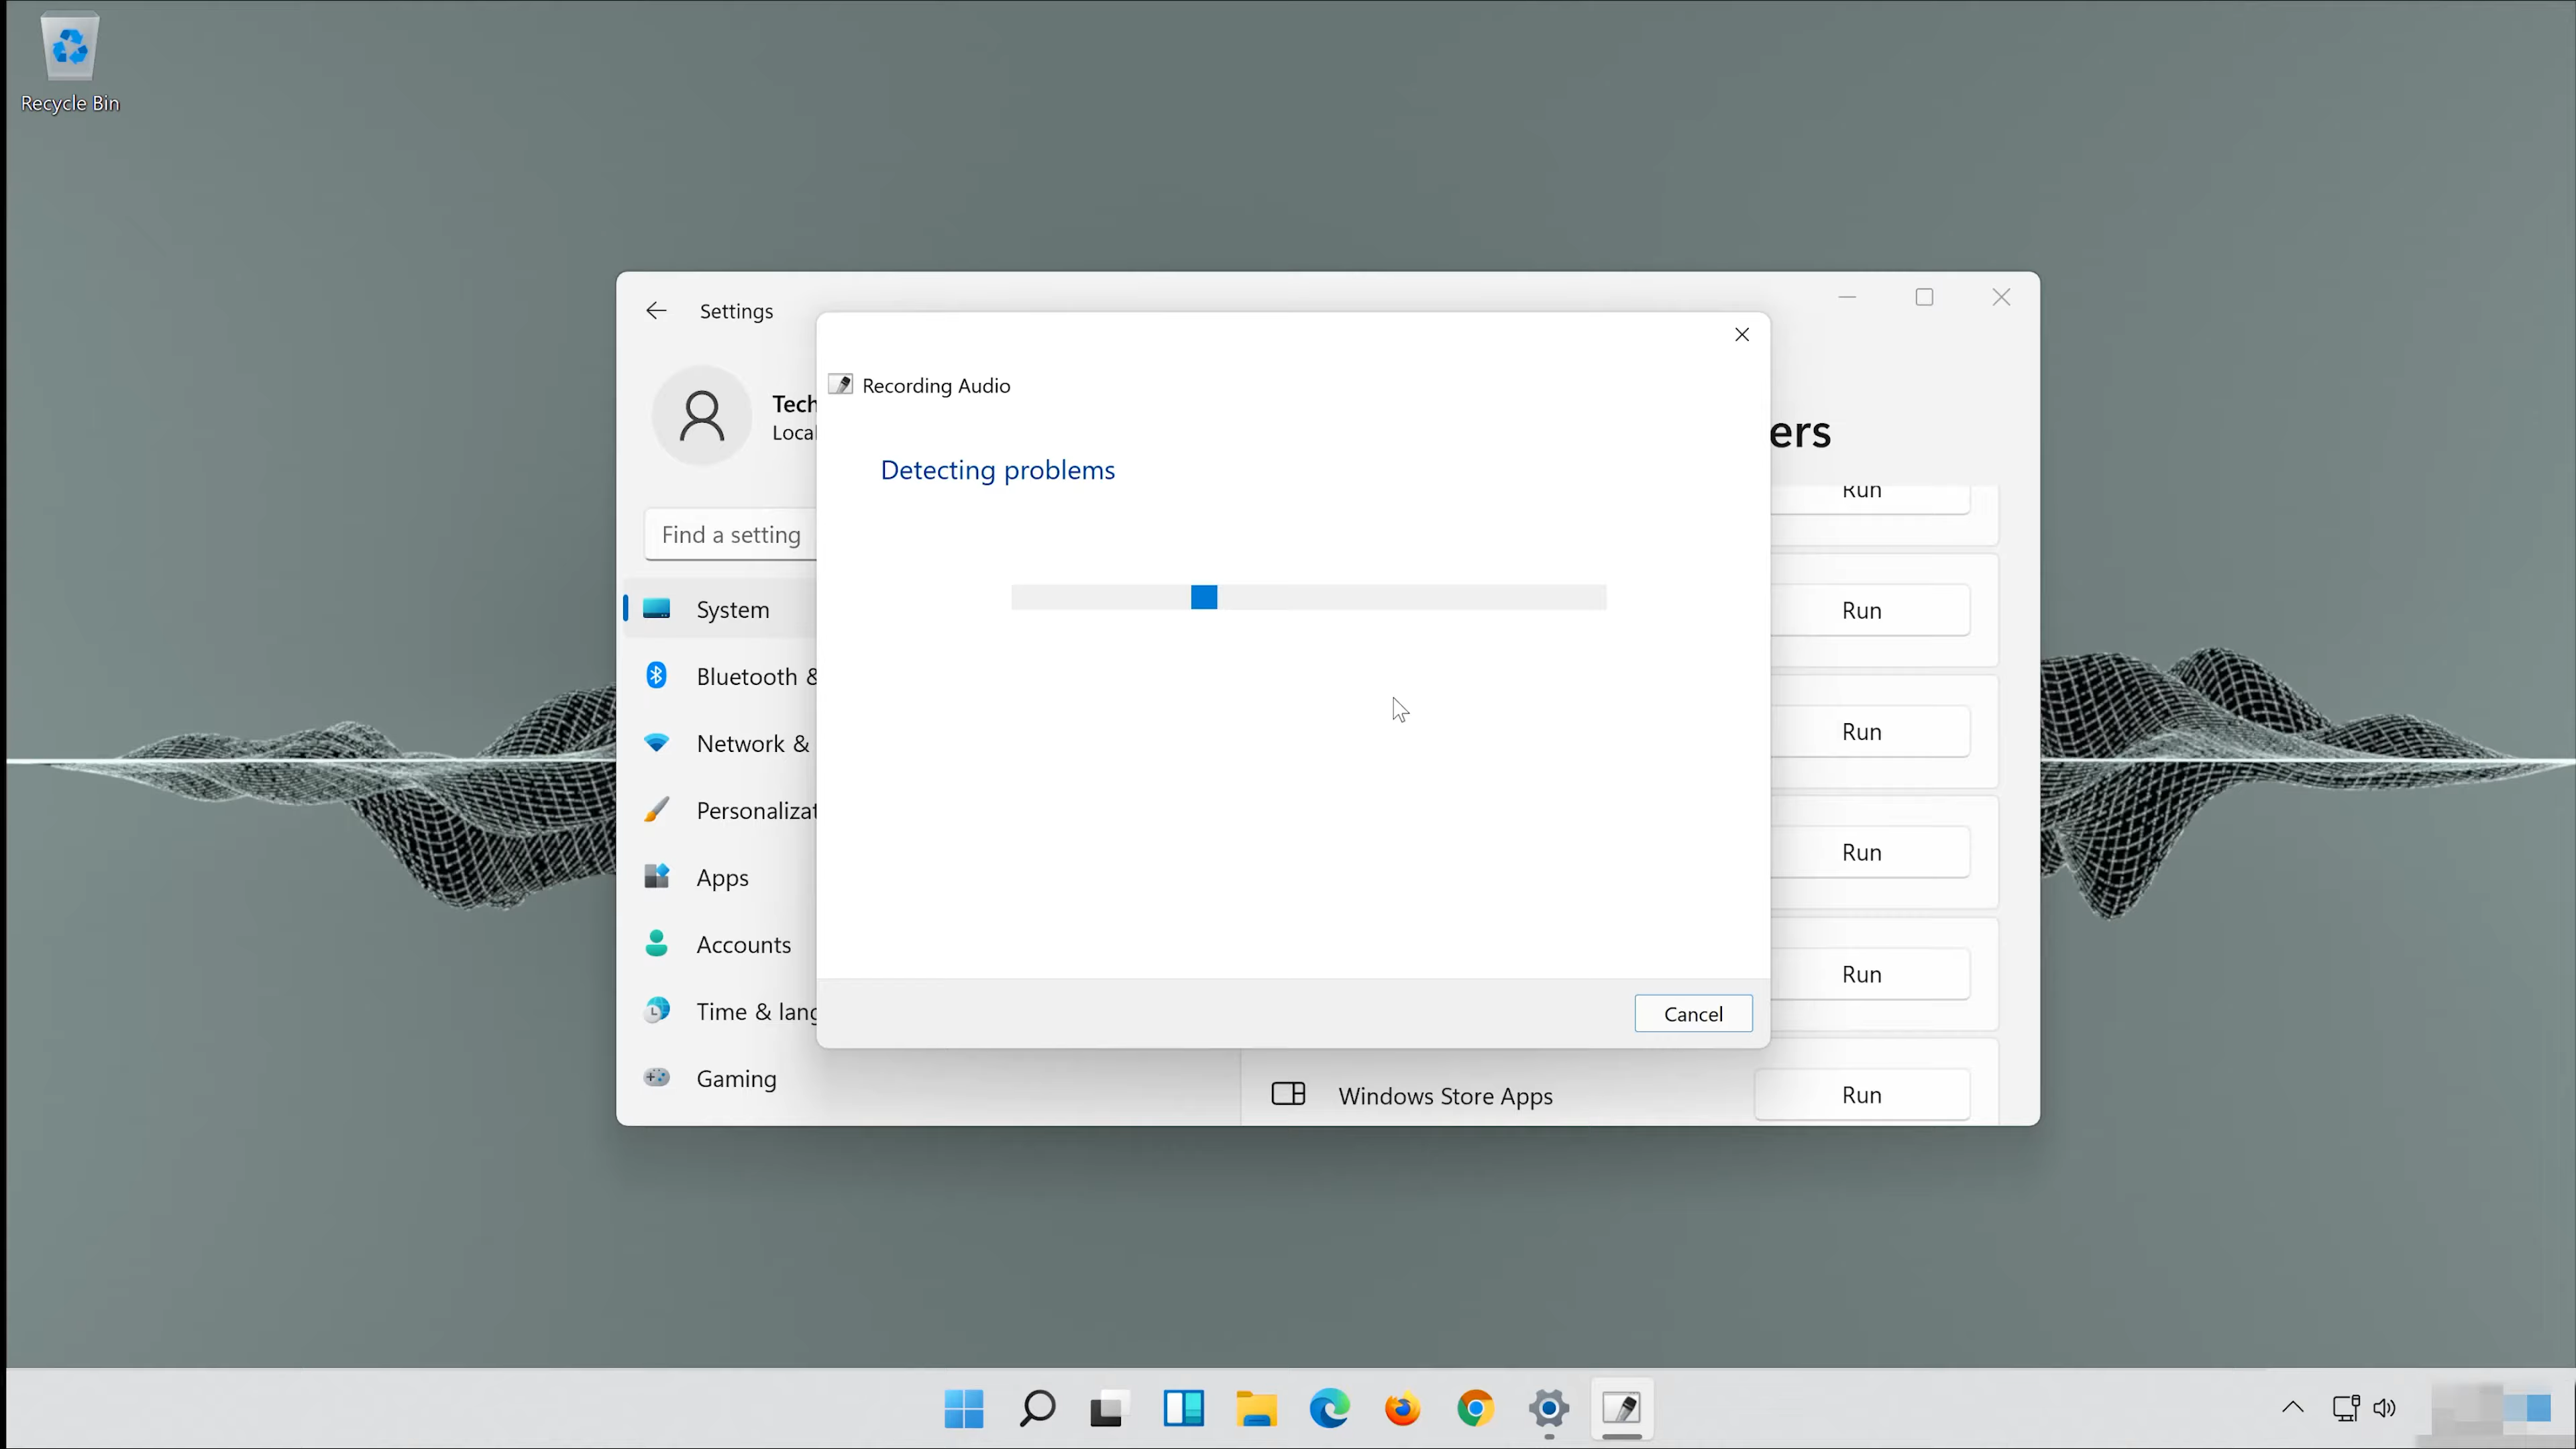 Recycle Bin
Settings
Recording Audio
Tech
Local
ers
Detecting problems
Run
Find a setting
System
Run
Bluetooth &
Network &
Run
Personalizat
Apps
Run
Accounts
Run
Time & lang
Cancel
Gaming
Windows Store Apps
Run